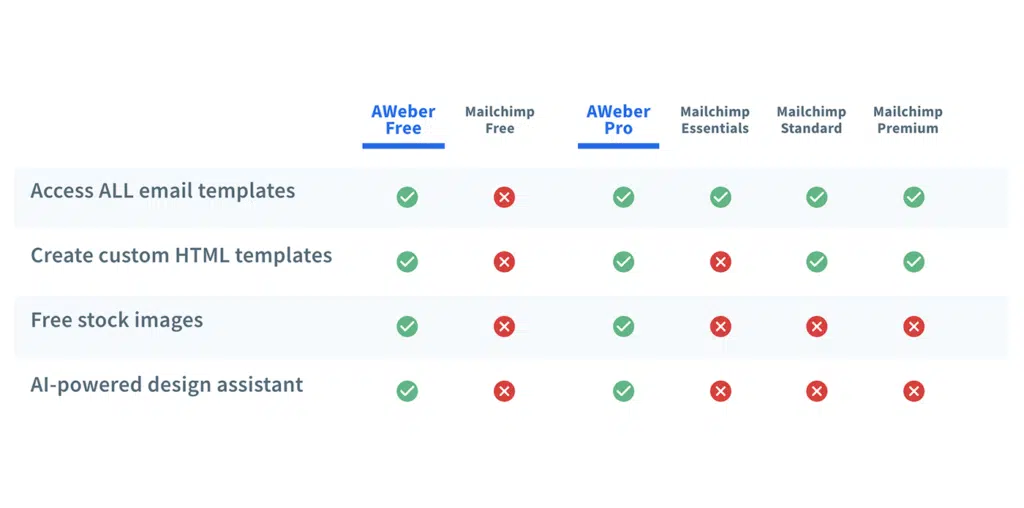 AWeber Free
Mailchimp Free
AWeber Pro
Mailchimp Essentials
Mailchimp Standard
Mailchimp Premium
Access ALL email templates
Create custom HTML templates
Free stock images
AI-powered design assistant